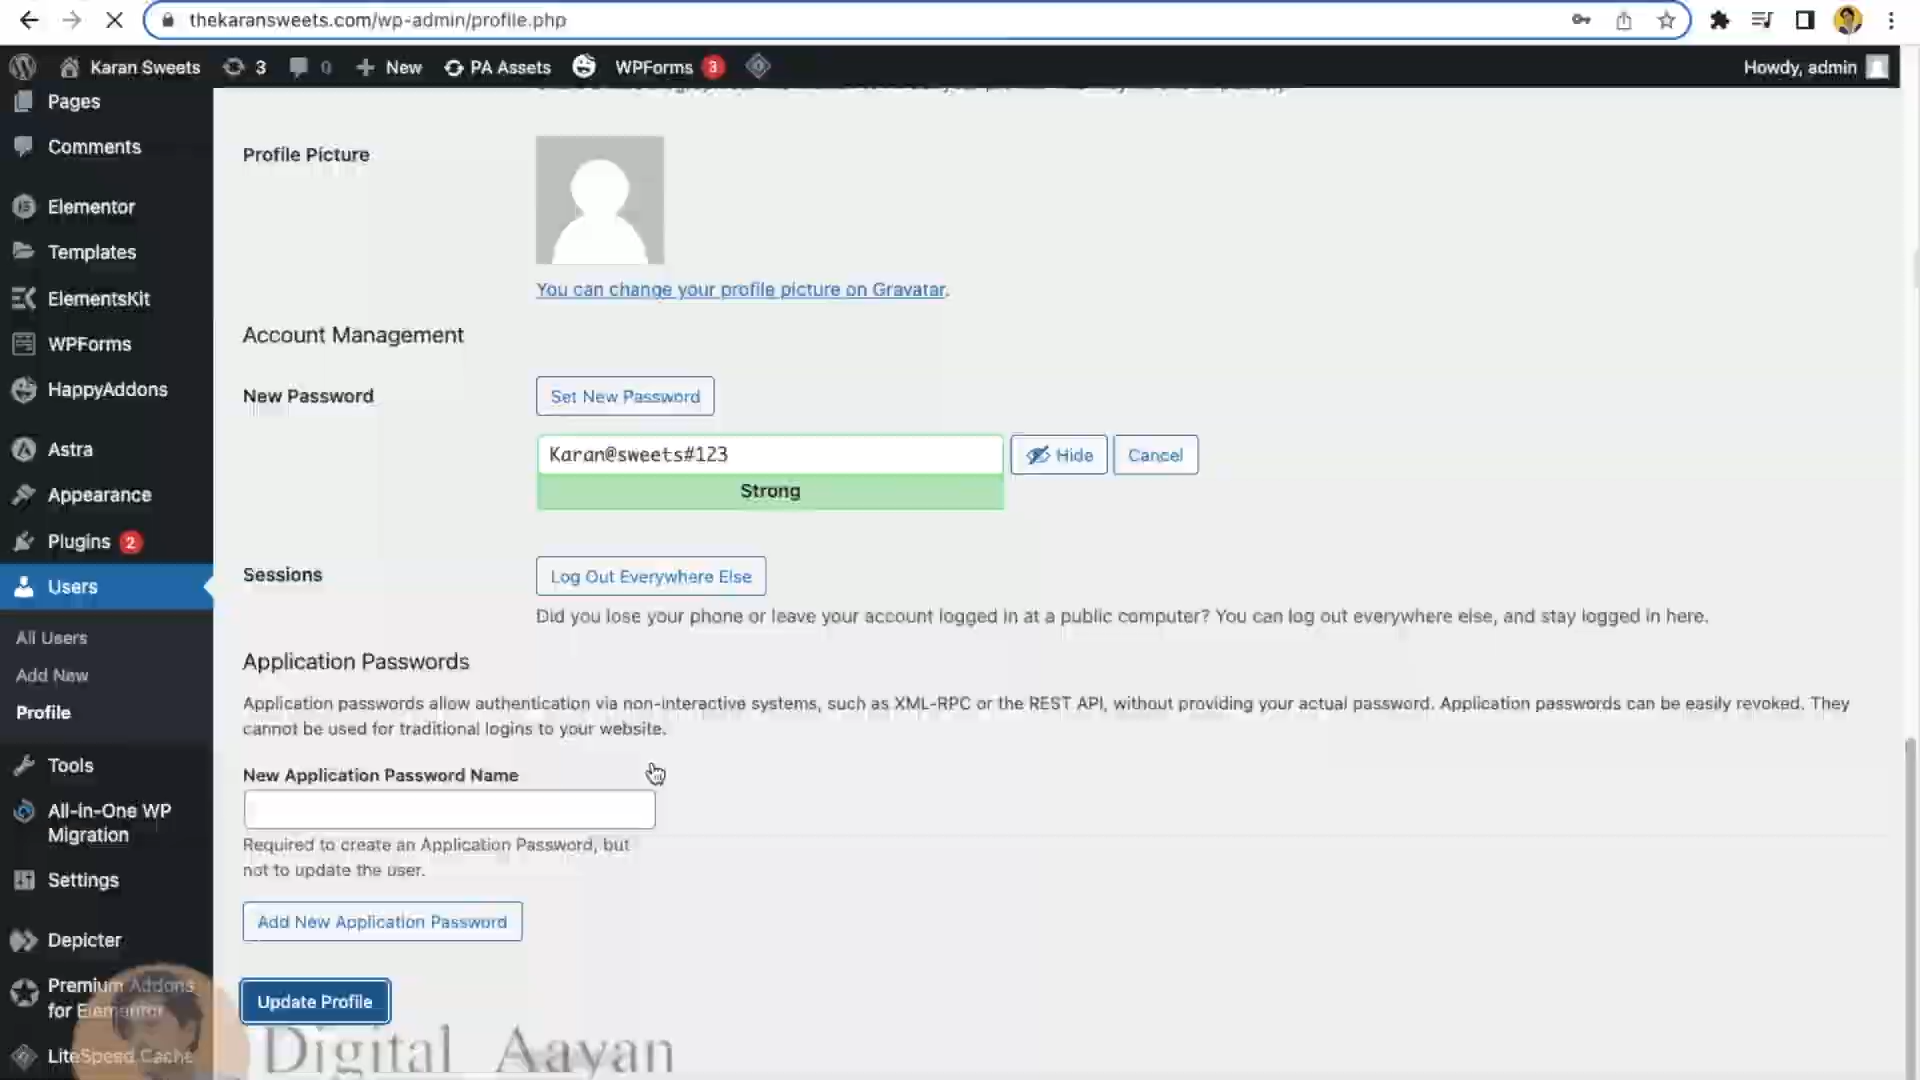 thekaransweets.com/wp-admin/profile.php
Karan Sweets 3 0 New PA Assets WPForms 3 Howdy, admin
Pages
Comments
Elementor
Templates
ElementsKit
WPForms
HappyAddons
Astra
Appearance
Plugins 2
Users
All Users
Add New
Profile
Tools
All-in-One WP
Migration
Settings
Depicter
Premium Addons
for Elementor
LiteSpeed Cache
Profile Picture
You can change your profile picture on Gravatar.
Account Management
New Password
Set New Password
Karan@sweets#123
Hide
Cancel
Strong
Sessions
Log Out Everywhere Else
Did you lose your phone or leave your account logged in at a public computer? You can log out everywhere else, and stay logged in here.
Application Passwords
Application passwords allow authentication via non-interactive systems, such as XML-RPC or the REST API, without providing your actual password. Application passwords can be easily revoked. They
cannot be used for traditional logins to your website.
New Application Password Name
Required to create an Application Password, but
not to update the user.
Add New Application Password
Update Profile
Digital Aayan